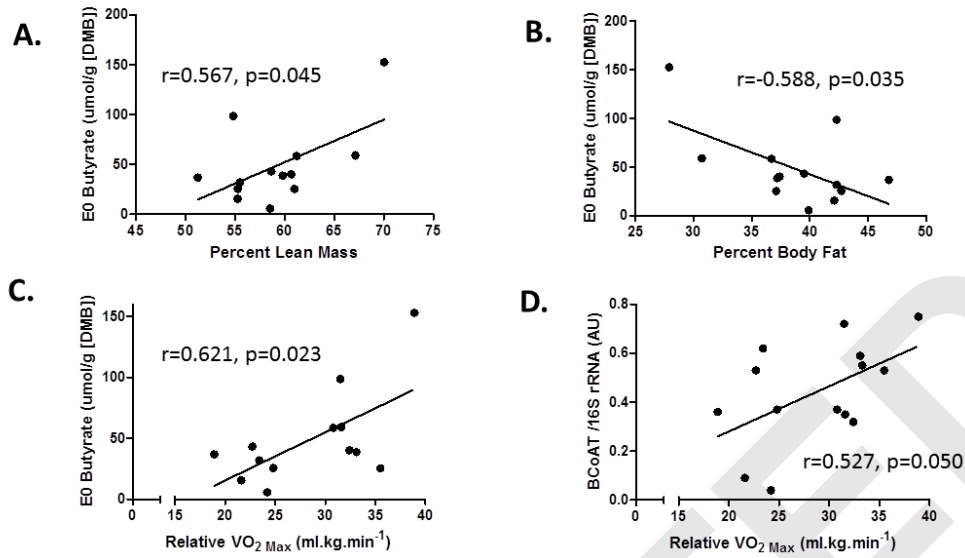 A.
E0 Butyrate (umol/g [DMB])
200
150
100
50
0
r=0.567, p=0.045
45 50 55 60 65 70 75
Percent Lean Mass
B.
E0 Butyrate (umol/g [DMB])
200
150
100
50
0
r=-0.588, p=0.035
25 30 35 40 45 50
Percent Body Fat
C.
E0 Butyrate (umol/g [DMB])
150
100
50
0
r=0.621, p=0.023
0 15 20 25 30 35 40
Relative VO2 Max (ml.kg.min-1)
D.
BCoAT /16S rRNA (AU)
0.8
0.6
0.4
0.2
0.0
r=0.527, p=0.050
0 15 20 25 30 35 40
Relative VO2 Max (ml.kg.min-1)